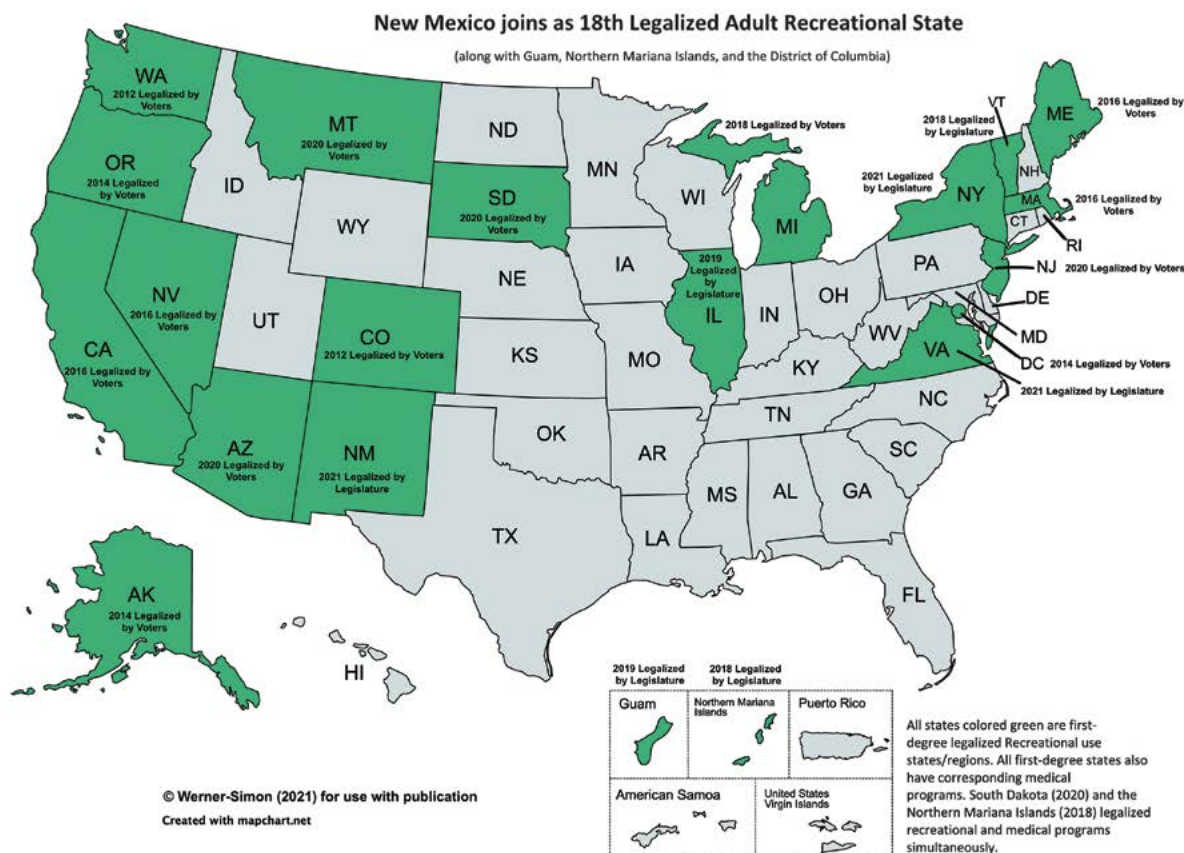 New Mexico joins as 18th Legalized Adult Recreational State
(along with Guam, Northern Mariana Islands, and the District of Columbia)
WA
2012 Legalized by
Voters
MT
2020 Legalized by
Voters
ND
MN
2018 Legalized by Voters
VT
2018 Legalized
by Legislature
ME
2016 Legalized by
Voters
OR
2014 Legalized
by Voters
ID
SD
2020 Legalized by
Voters
WI
MI
2021 Legalized
by Legislature
NY
NH
MA
2016 Legalized by
Voters
CT
RI
WY
IA
2019
Legalized
by
Legislature
IL
PA
NJ 2020 Legalized by Voters
NE
NV
2016 Legalized by
Voters
UT
CO
2012 Legalized by Voters
IN
OH
DE
MD
WV
VA
DC 2014 Legalized by Voters
2021 Legalized by Legislature
CA
2016 Legalized by
Voters
KS
MO
KY
NC
TN
AZ
2020 Legalized by
Voters
NM
2021 Legalized by
Legislature
OK
AR
SC
MS
AL
GA
TX
LA
FL
AK
2014 Legalized
by Voters
HI
2019 Legalized
by Legislature
2018 Legalized
by Legislature
Guam
Northern Mariana
Islands
Puerto Rico
American Samoa
United States
Virgin Islands
All states colored green are first-
degree legalized Recreational use
states/regions. All first-degree states also
have corresponding medical
programs. South Dakota (2020) and the
Northern Mariana Islands (2018) legalized
recreational and medical programs
simultaneously.
© Werner-Simon (2021) for use with publication
Created with mapchart.net